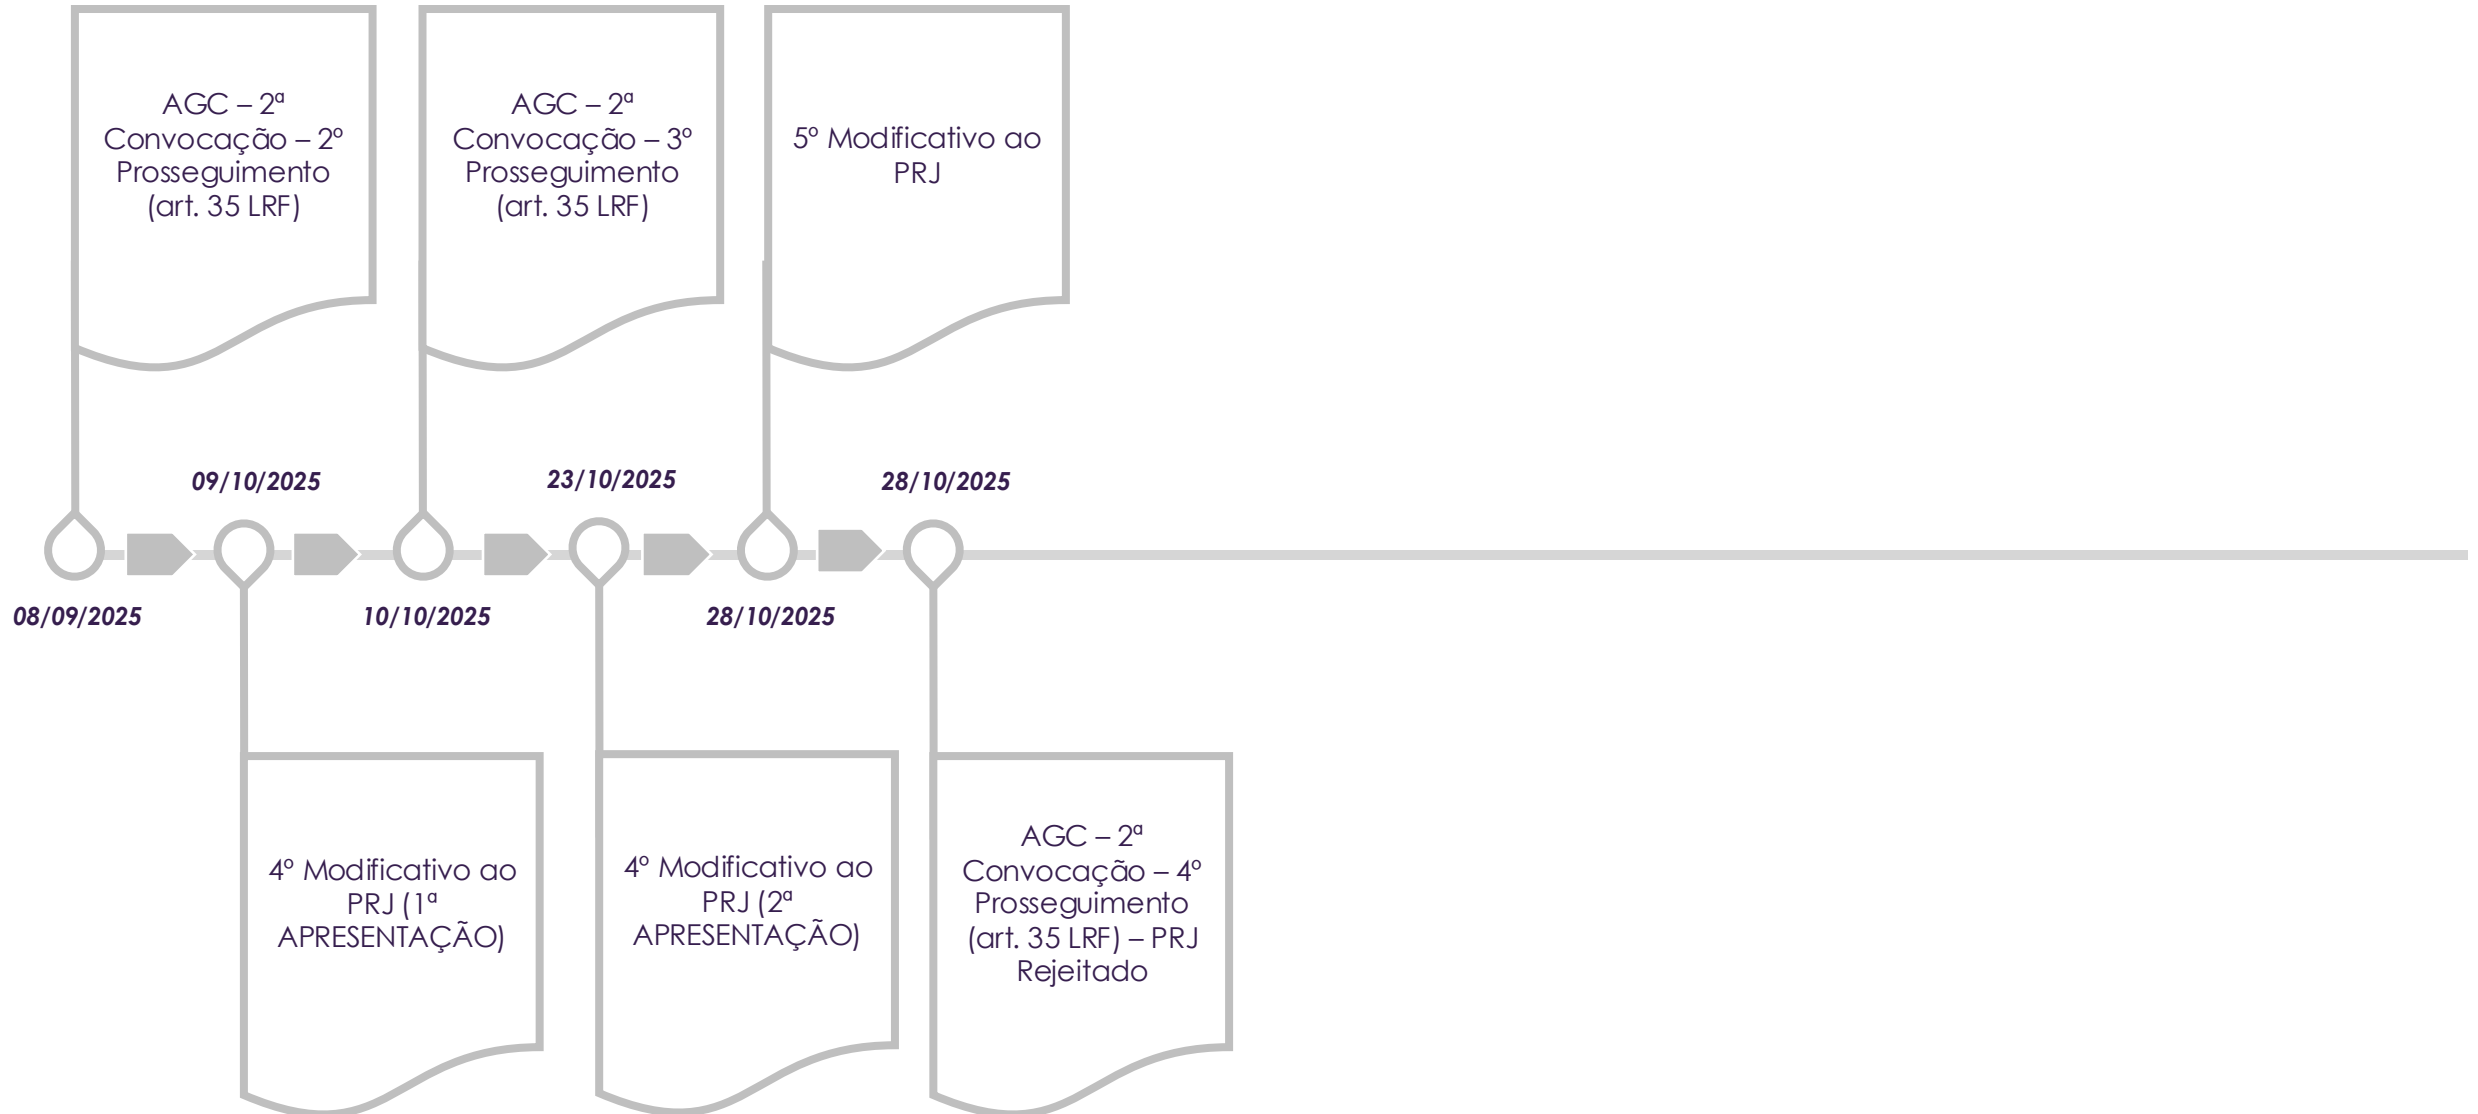 AGC – 2ª
Convocação – 2º
Prosseguimento
(art. 35 LRF)
AGC – 2ª
Convocação – 3º
Prosseguimento
(art. 35 LRF)
5º Modificativo ao
PRJ
09/10/2025
23/10/2025
28/10/2025
08/09/2025
10/10/2025
28/10/2025
4º Modificativo ao
PRJ (1ª
APRESENTAÇÃO)
4º Modificativo ao
PRJ (2ª
APRESENTAÇÃO)
AGC – 2ª
Convocação – 4º
Prosseguimento
(art. 35 LRF) – PRJ
Rejeitado